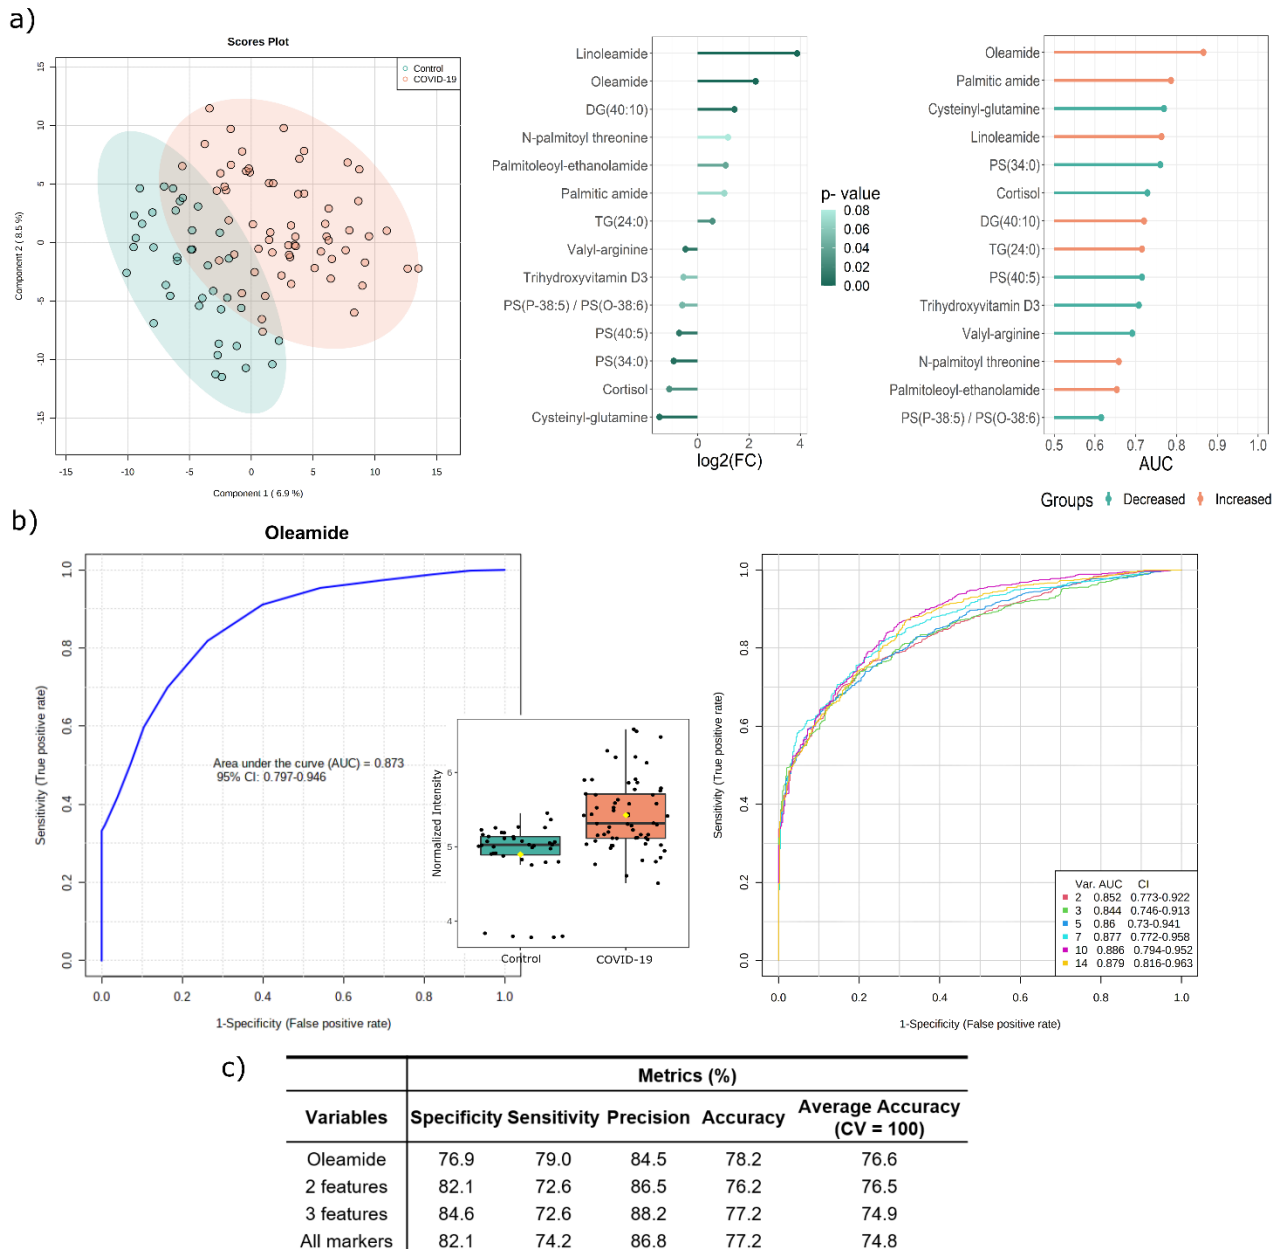 a)
Scores Plot
Control
COVID-19
15
10
5
0
-5
-10
-15
Component 2 ( 8.5 %)
-15 -10 -5 0 5 10 15
Component 1 ( 6.9 %)
Linoleamide
Oleamide
DG(40:10)
N-palmitoyl threonine
Palmitoleoyl-ethanolamide
Palmitic amide
TG(24:0)
Valyl-arginine
Trihydroxyvitamin D3
PS(P-38:5) / PS(O-38:6)
PS(40:5)
PS(34:0)
Cortisol
Cysteinyl-glutamine
0 2 4
log2(FC)
p- value
0.08
0.06
0.04
0.02
0.00
Oleamide
Palmitic amide
Cysteinyl-glutamine
Linoleamide
PS(34:0)
Cortisol
DG(40:10)
TG(24:0)
PS(40:5)
Trihydroxyvitamin D3
Valyl-arginine
N-palmitoyl threonine
Palmitoleoyl-ethanolamide
PS(P-38:5) / PS(O-38:6)
0.5 0.6 0.7 0.8 0.9 1.0
AUC
Groups Decreased Increased
b)
Oleamide
1.0
0.8
0.6
0.4
0.2
0.0
Sensitivity (True positive rate)
Area under the curve (AUC) = 0.873
95% CI: 0.797-0.946
0.0 0.2 0.4 0.6 0.8 1.0
1-Specificity (False positive rate)
Normalized Intensity
6
5
4
Control COVID-19
1.0
0.8
0.6
0.4
0.2
0.0
Sensitivity (True positive rate)
Var. AUC CI
2 0.852 0.773-0.922
3 0.844 0.746-0.913
5 0.86 0.73-0.941
7 0.877 0.772-0.958
10 0.886 0.794-0.952
14 0.879 0.816-0.963
0.0 0.2 0.4 0.6 0.8 1.0
1-Specificity (False positive rate)
c)
Metrics (%)
Variables Specificity Sensitivity Precision Accuracy Average Accuracy
(CV = 100)
Oleamide 76.9 79.0 84.5 78.2 76.6
2 features 82.1 72.6 86.5 76.2 76.5
3 features 84.6 72.6 88.2 77.2 74.9
All markers 82.1 74.2 86.8 77.2 74.8